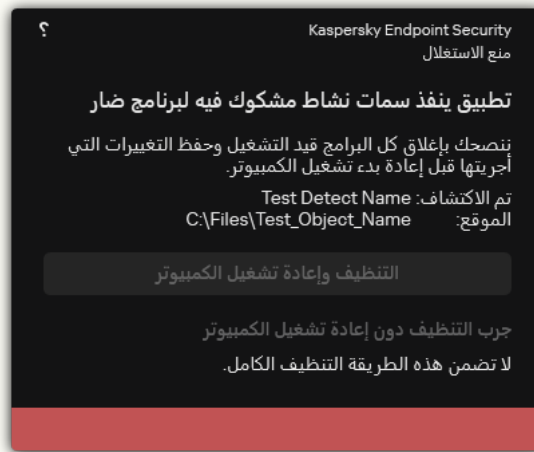 ؟
Kaspersky Endpoint Security
منع الاستغلال
تطبيق ينفذ سمات نشاط مشكوك فيه لبرنامج ضار
ننصحك بإغلاق كل البرامج قيد التشغيل وحفظ التغييرات التي
أجريتها قبل إعادة بدء تشغيل الكمبيوتر.
تم الاكتشاف: Test Detect Name
الموقع: C:\Files\Test_Object_Name
التنظيف وإعادة تشغيل الكمبيوتر
جرب التنظيف دون إعادة تشغيل الكمبيوتر
لا تضمن هذه الطريقة التنظيف الكامل.